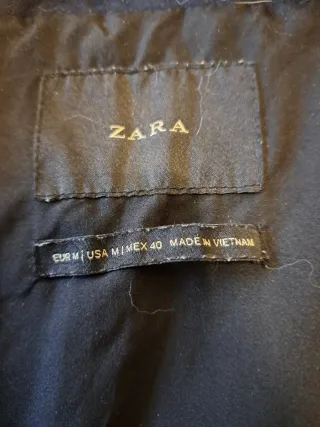 ZARA
EUR M | USA M | MEX 40 MADE IN VIETNAM